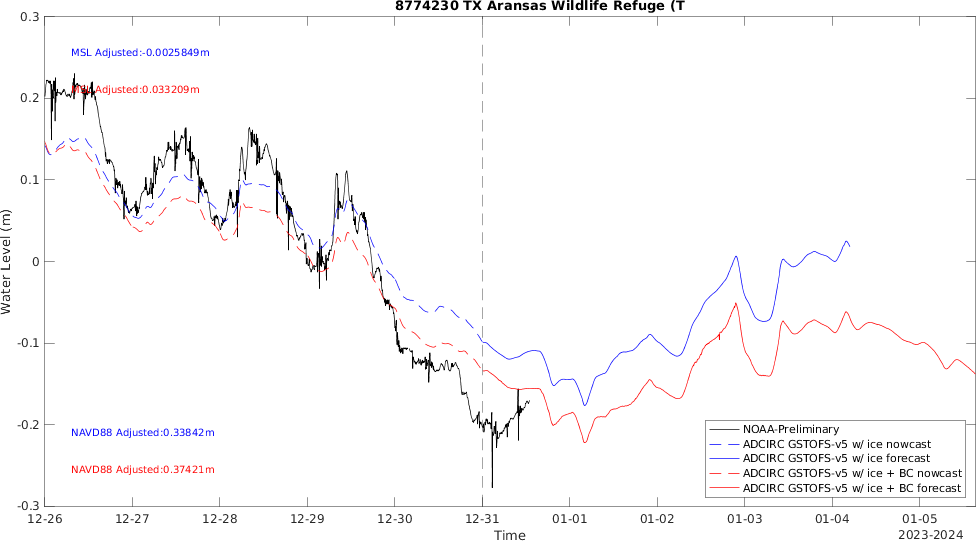 8774230 TX Aransas Wildlife Refuge (T
0.3
MSL Adjusted:-0.0025849m
MSL Adjusted:0.033209m
0.2
0.1
Water Level (m)
0
-0.1
-0.2
NAVD88 Adjusted:0.33842m
NAVD88 Adjusted:0.37421m
NOAA-Preliminary
ADCIRC GSTOFS-v5 w/ ice nowcast
ADCIRC GSTOFS-v5 w/ ice forecast
ADCIRC GSTOFS-v5 w/ ice + BC nowcast
ADCIRC GSTOFS-v5 w/ ice + BC forecast
-0.3
12-26 12-27 12-28 12-29 12-30 12-31 01-01 01-02 01-03 01-04 01-05
Time
2023-2024